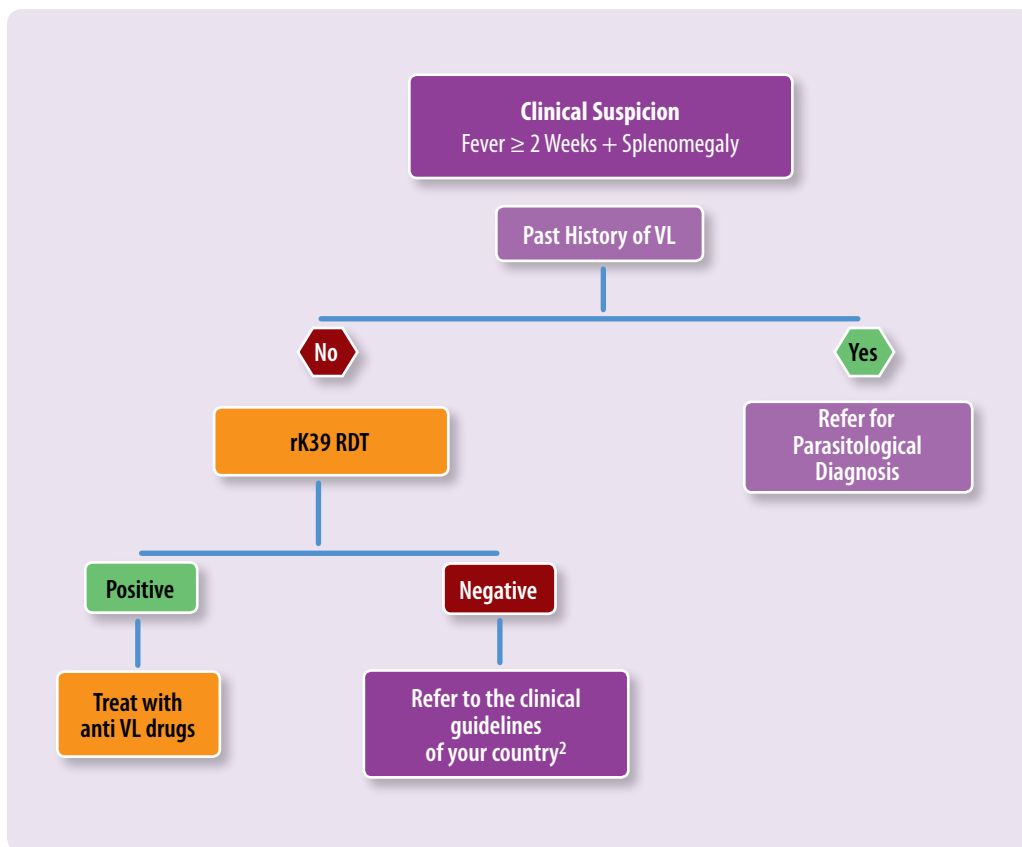 Clinical Suspicion
Fever ≥ 2 Weeks + Splenomegaly
Past History of VL
No
Yes
rK39 RDT
Refer for
Parasitological
Diagnosis
Positive
Negative
Treat with
anti VL drugs
Refer to the clinical
guidelines
of your country²